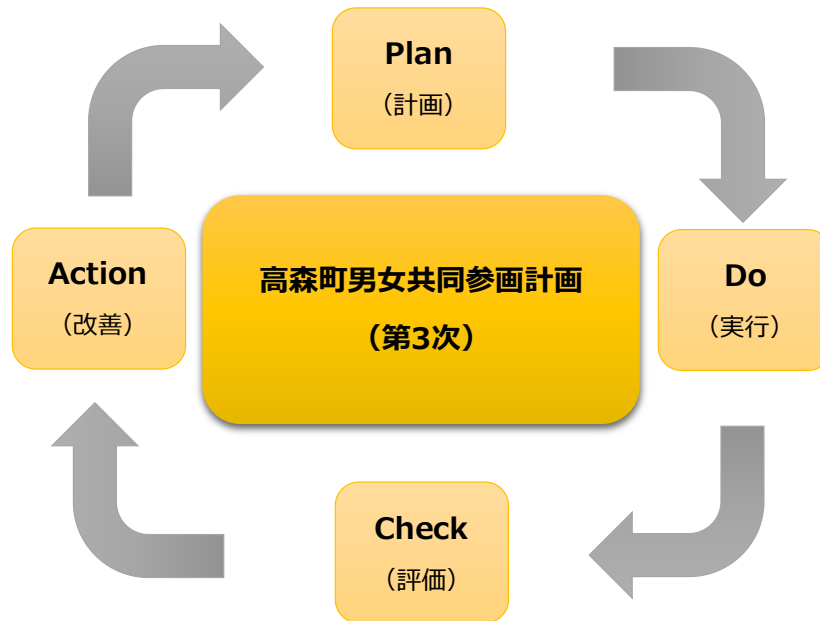 Plan
（計画）
Action
（改善）
高森町男女共同参画計画
（第3次）
Do
（実行）
Check
（評価）